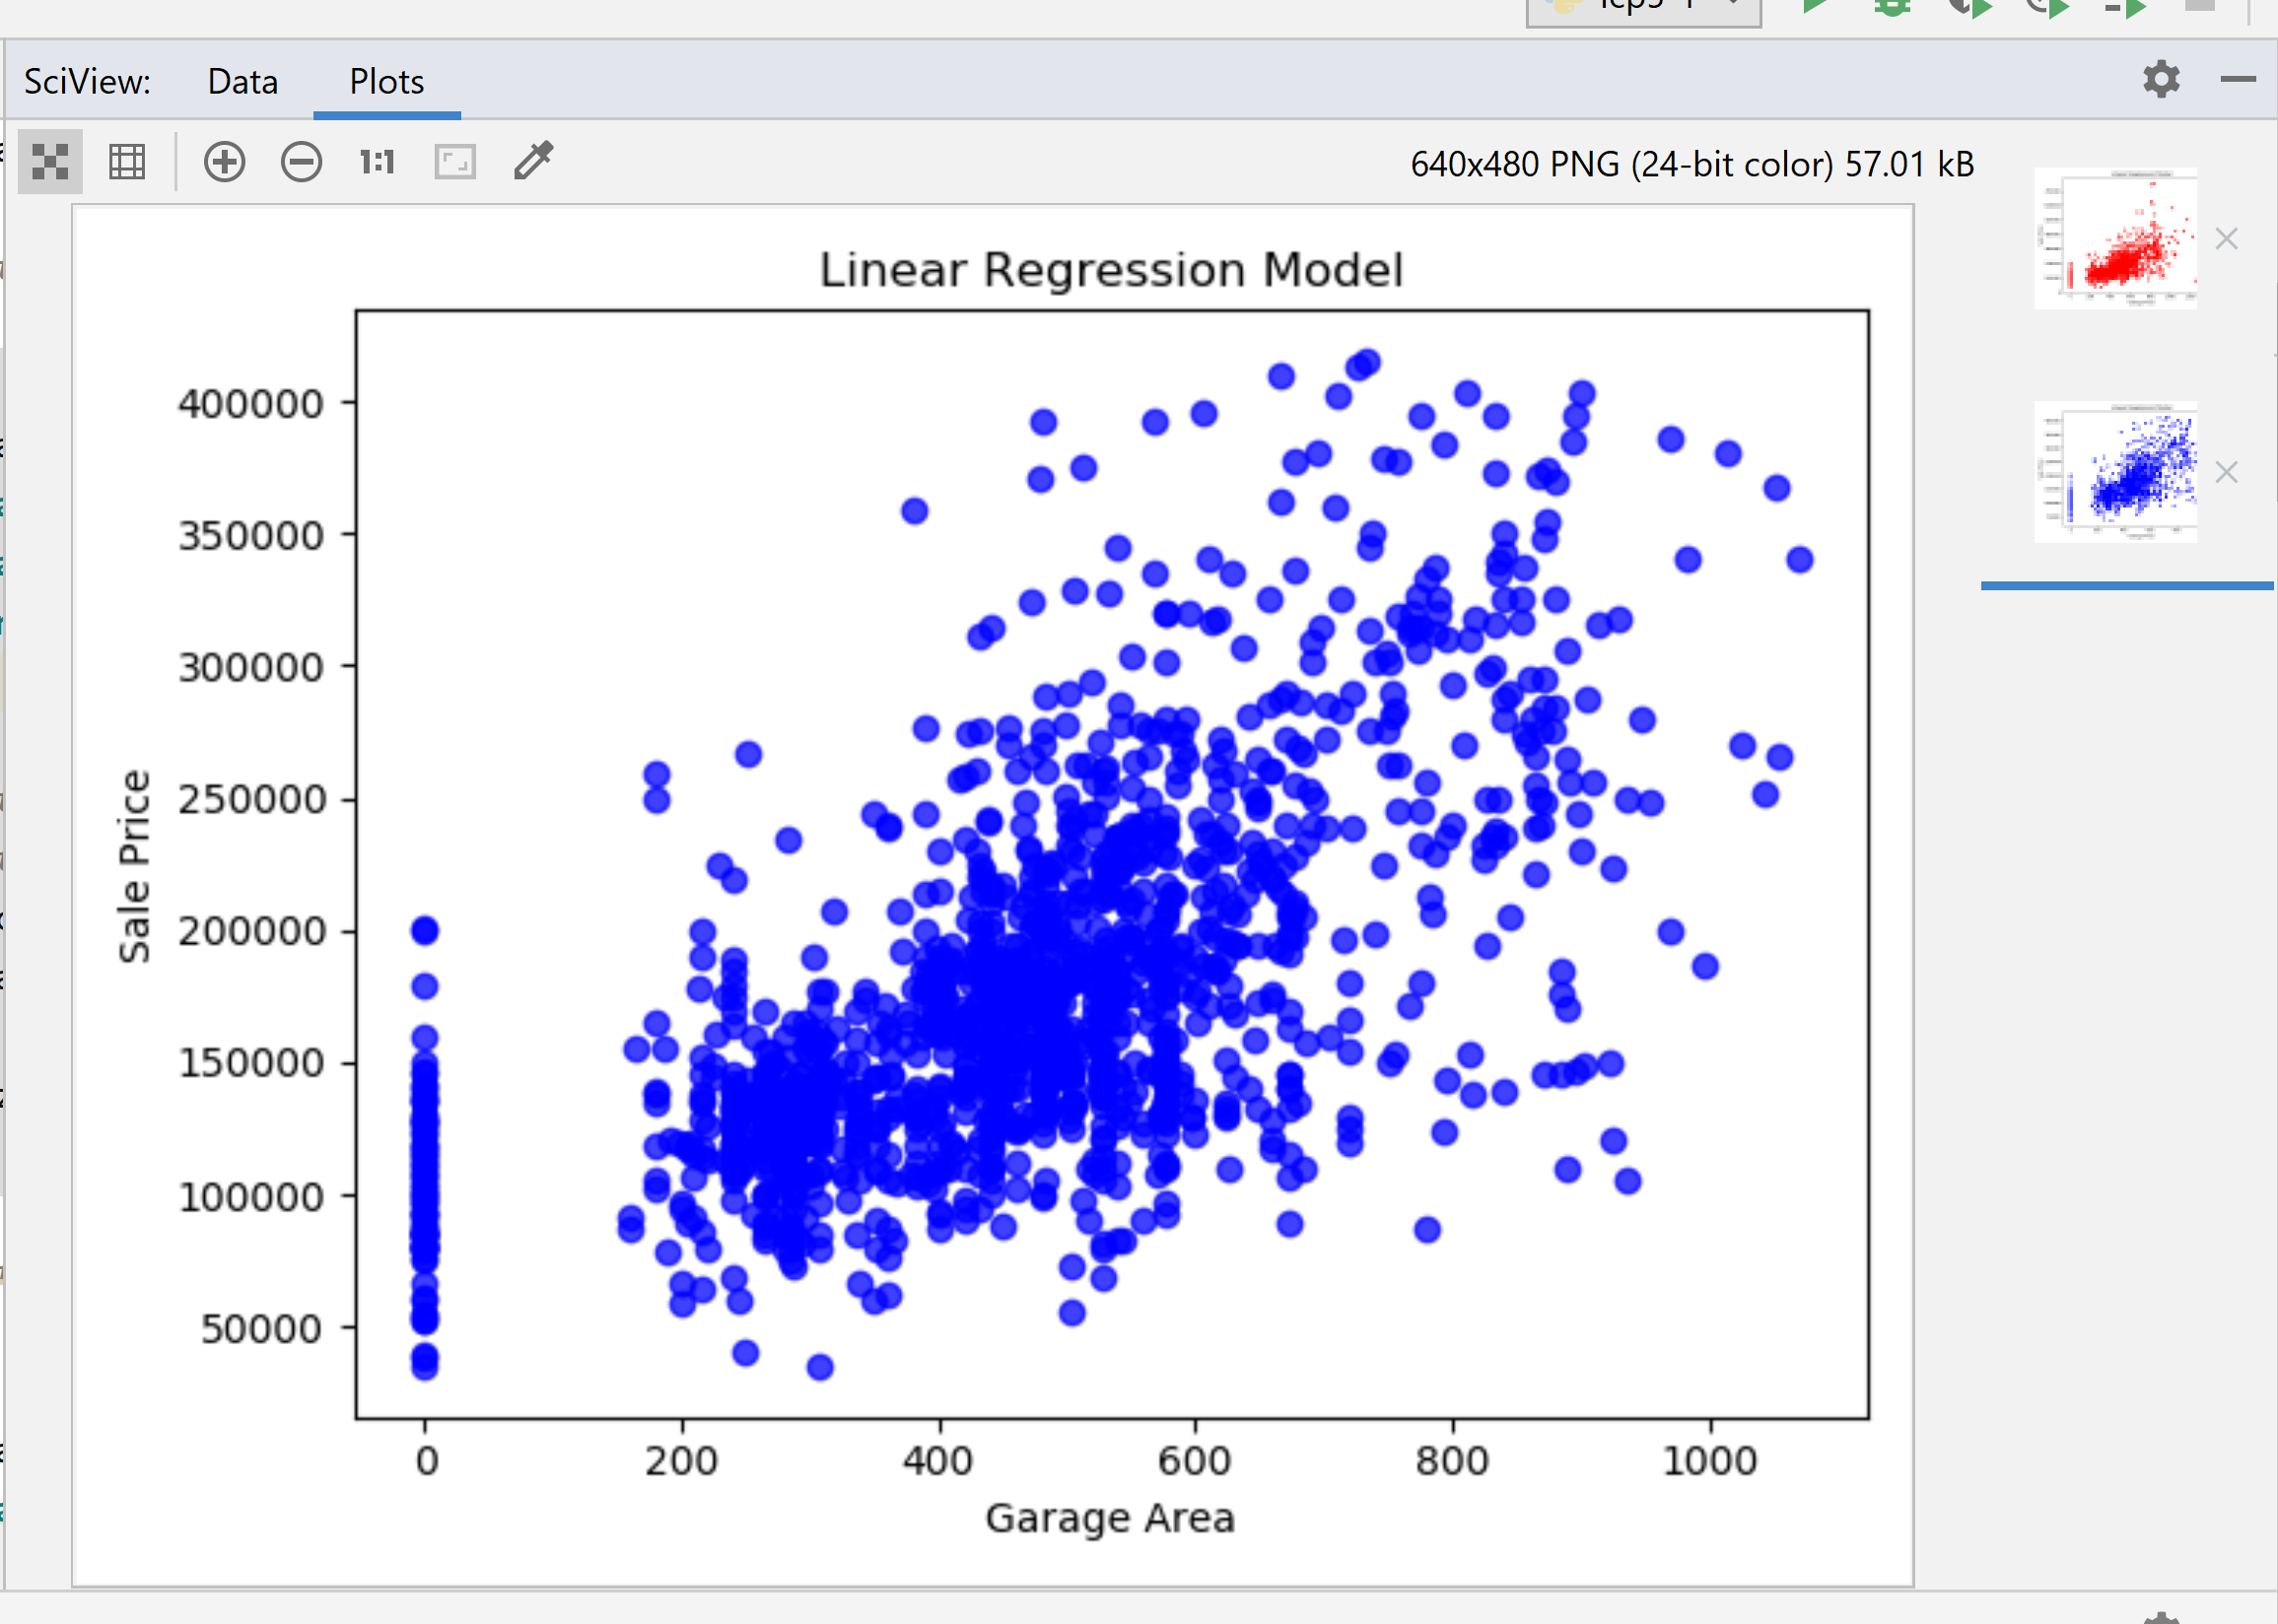 SciView: Data Plots
1:1 640x480 PNG (24-bit color) 57.01 kB
Linear Regression Model
400000
350000
300000
250000
200000
150000
100000
50000
Sale Price
0 200 400 600 800 1000
Garage Area